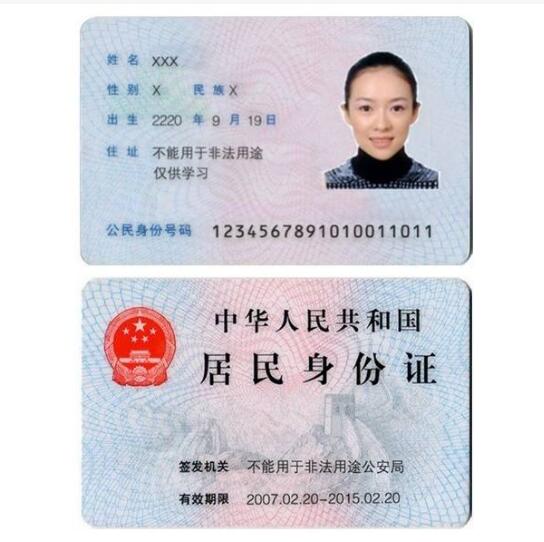 姓名 XXX
性别 X 民族 X
出生 2220 年 9 月 19 日
住址 不能用于非法用途
仅供学习
公民身份号码 1234567891010011011
中华人民共和国
居民身份证
签发机关 不能用于非法用途公安局
有效期限 2007.02.20-2015.02.20